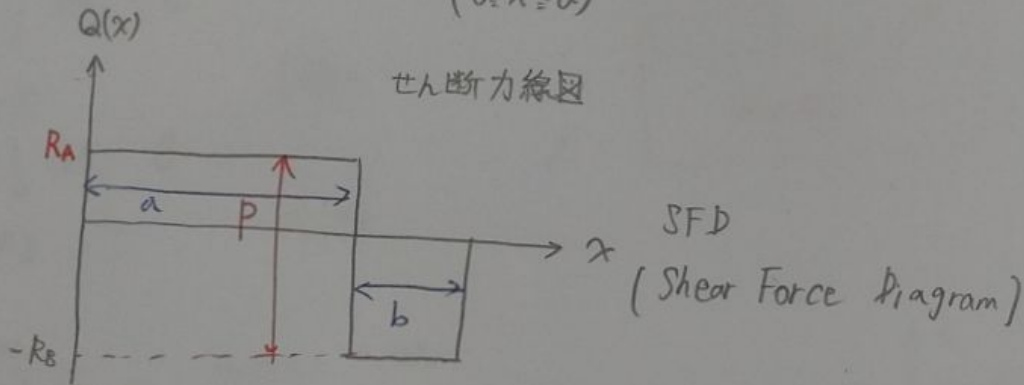 Q(x)
せん断力線図
RA
a
P
x
SFD
(Shear Force Diagram)
b
-RB